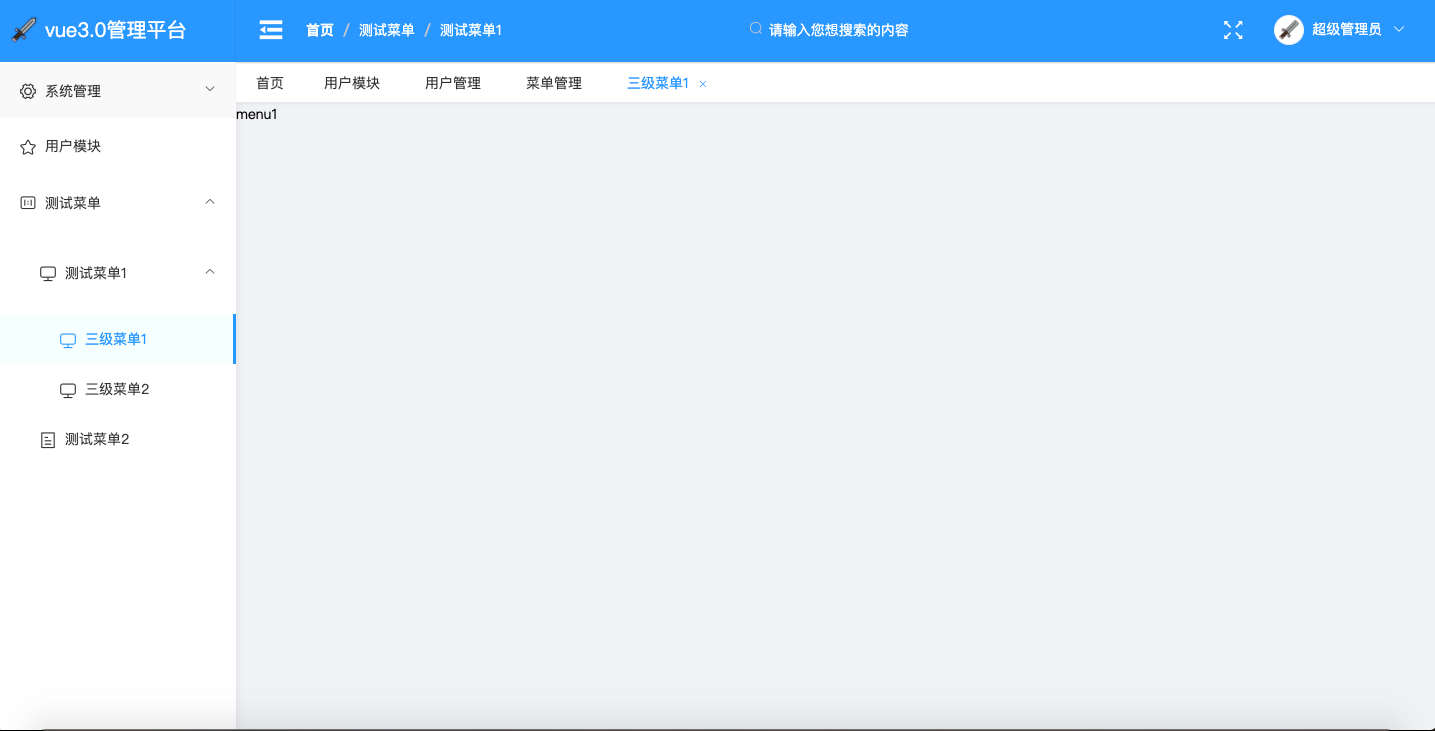 vue3.0管理平台
首页 / 测试菜单 / 测试菜单1
请输入您想搜索的内容
超级管理员
首页 用户模块 用户管理 菜单管理 三级菜单1
系统管理
用户模块
测试菜单
测试菜单1
三级菜单1
三级菜单2
测试菜单2
menu1